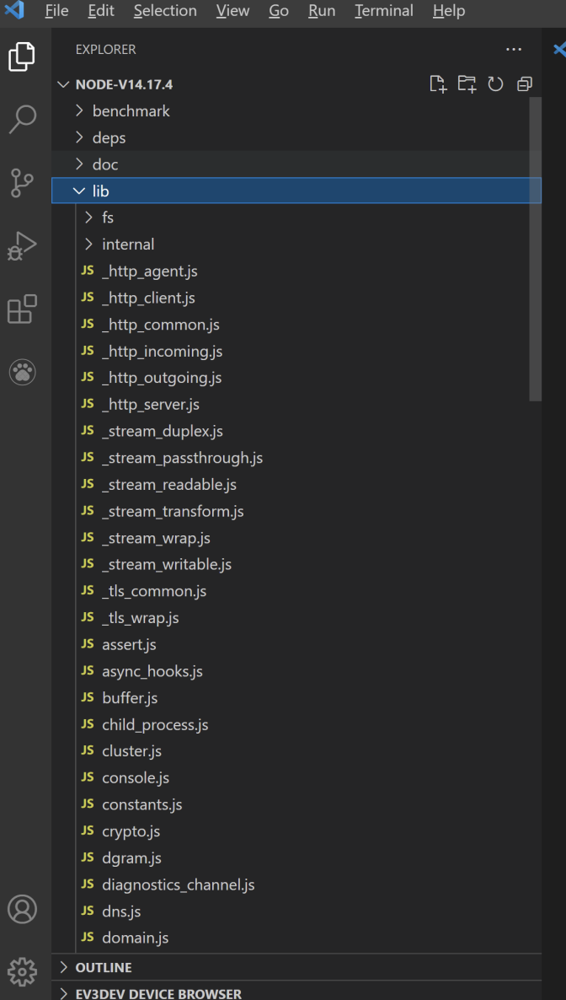 File Edit Selection View Go Run Terminal Help
EXPLORER
NODE-V14.17.4
benchmark
deps
doc
lib
fs
internal
JS _http_agent.js
JS _http_client.js
JS _http_common.js
JS _http_incoming.js
JS _http_outgoing.js
JS _http_server.js
JS _stream_duplex.js
JS _stream_passthrough.js
JS _stream_readable.js
JS _stream_transform.js
JS _stream_wrap.js
JS _stream_writable.js
JS _tls_common.js
JS _tls_wrap.js
JS assert.js
JS async_hooks.js
JS buffer.js
JS child_process.js
JS cluster.js
JS console.js
JS constants.js
JS crypto.js
JS dgram.js
JS diagnostics_channel.js
JS dns.js
JS domain.js
OUTLINE
EV3DEV DEVICE BROWSER